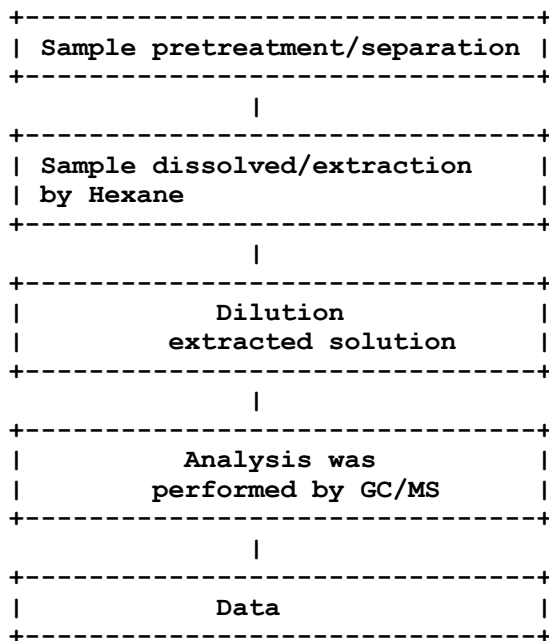 Sample pretreatment/separation
Sample dissolved/extraction
by Hexane
Dilution
extracted solution
Analysis was
performed by GC/MS
Data